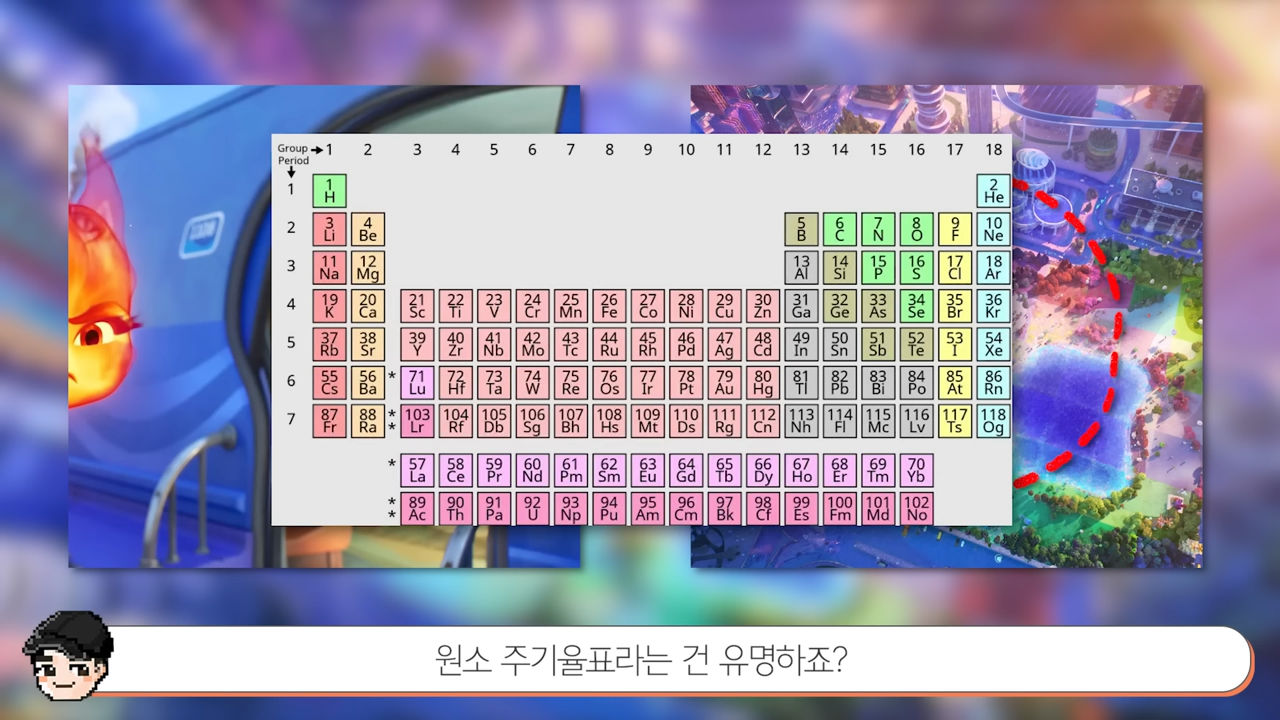 Group → 1 2 3 4 5 6 7 8 9 10 11 12 13 14 15 16 17 18
Period
1 1 H 2 He
2 3 Li 4 Be 5 B 6 C 7 N 8 O 9 F 10 Ne
3 11 Na 12 Mg 13 Al 14 Si 15 P 16 S 17 Cl 18 Ar
4 19 K 20 Ca 21 Sc 22 Ti 23 V 24 Cr 25 Mn 26 Fe 27 Co 28 Ni 29 Cu 30 Zn 31 Ga 32 Ge 33 As 34 Se 35 Br 36 Kr
5 37 Rb 38 Sr 39 Y 40 Zr 41 Nb 42 Mo 43 Tc 44 Ru 45 Rh 46 Pd 47 Ag 48 Cd 49 In 50 Sn 51 Sb 52 Te 53 I 54 Xe
6 55 Cs 56 Ba * 71 Lu 72 Hf 73 Ta 74 W 75 Re 76 Os 77 Ir 78 Pt 79 Au 80 Hg 81 Tl 82 Pb 83 Bi 84 Po 85 At 86 Rn
7 87 Fr 88 Ra * * 103 Lr 104 Rf 105 Db 106 Sg 107 Bh 108 Hs 109 Mt 110 Ds 111 Rg 112 Cn 113 Nh 114 Fl 115 Mc 116 Lv 117 Ts 118 Og
* 57 La 58 Ce 59 Pr 60 Nd 61 Pm 62 Sm 63 Eu 64 Gd 65 Tb 66 Dy 67 Ho 68 Er 69 Tm 70 Yb
* * 89 Ac 90 Th 91 Pa 92 U 93 Np 94 Pu 95 Am 96 Cm 97 Bk 98 Cf 99 Es 100 Fm 101 Md 102 No
원소 주기율표라는 건 유명하죠?